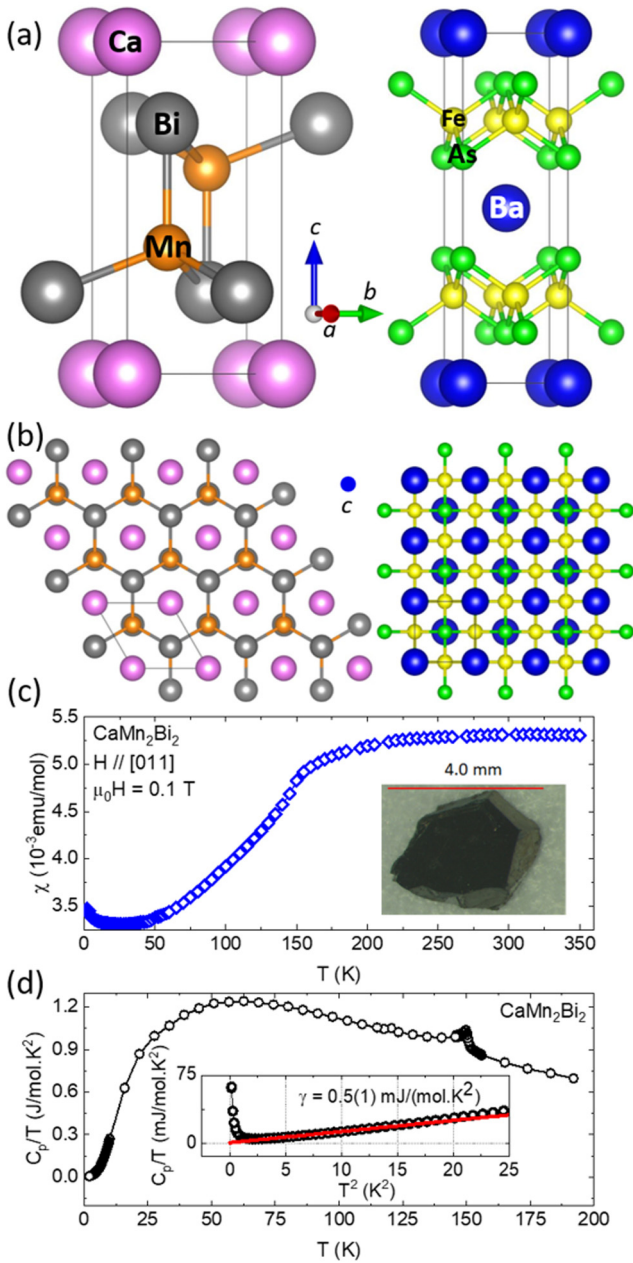 (a)
Ca
Bi
Mn
Fe
As
Ba
c
b
a
(b)
c
(c)
CaMn₂Bi₂
H // [011]
μ₀H = 0.1 T
4.0 mm
5.5
5.0
4.5
4.0
3.5
χ (10⁻³emu/mol)
0 50 100 150 200 250 300 350
T (K)
(d)
CaMn₂Bi₂
1.2
0.9
0.6
0.3
0.0
Cₚ/T (J/mol.K²)
75
0
Cₚ/T (mJ/mol.K²)
γ = 0.5(1) mJ/(mol.K²)
0 5 10 15 20 25
T² (K²)
0 25 50 75 100 125 150 175 200
T (K)